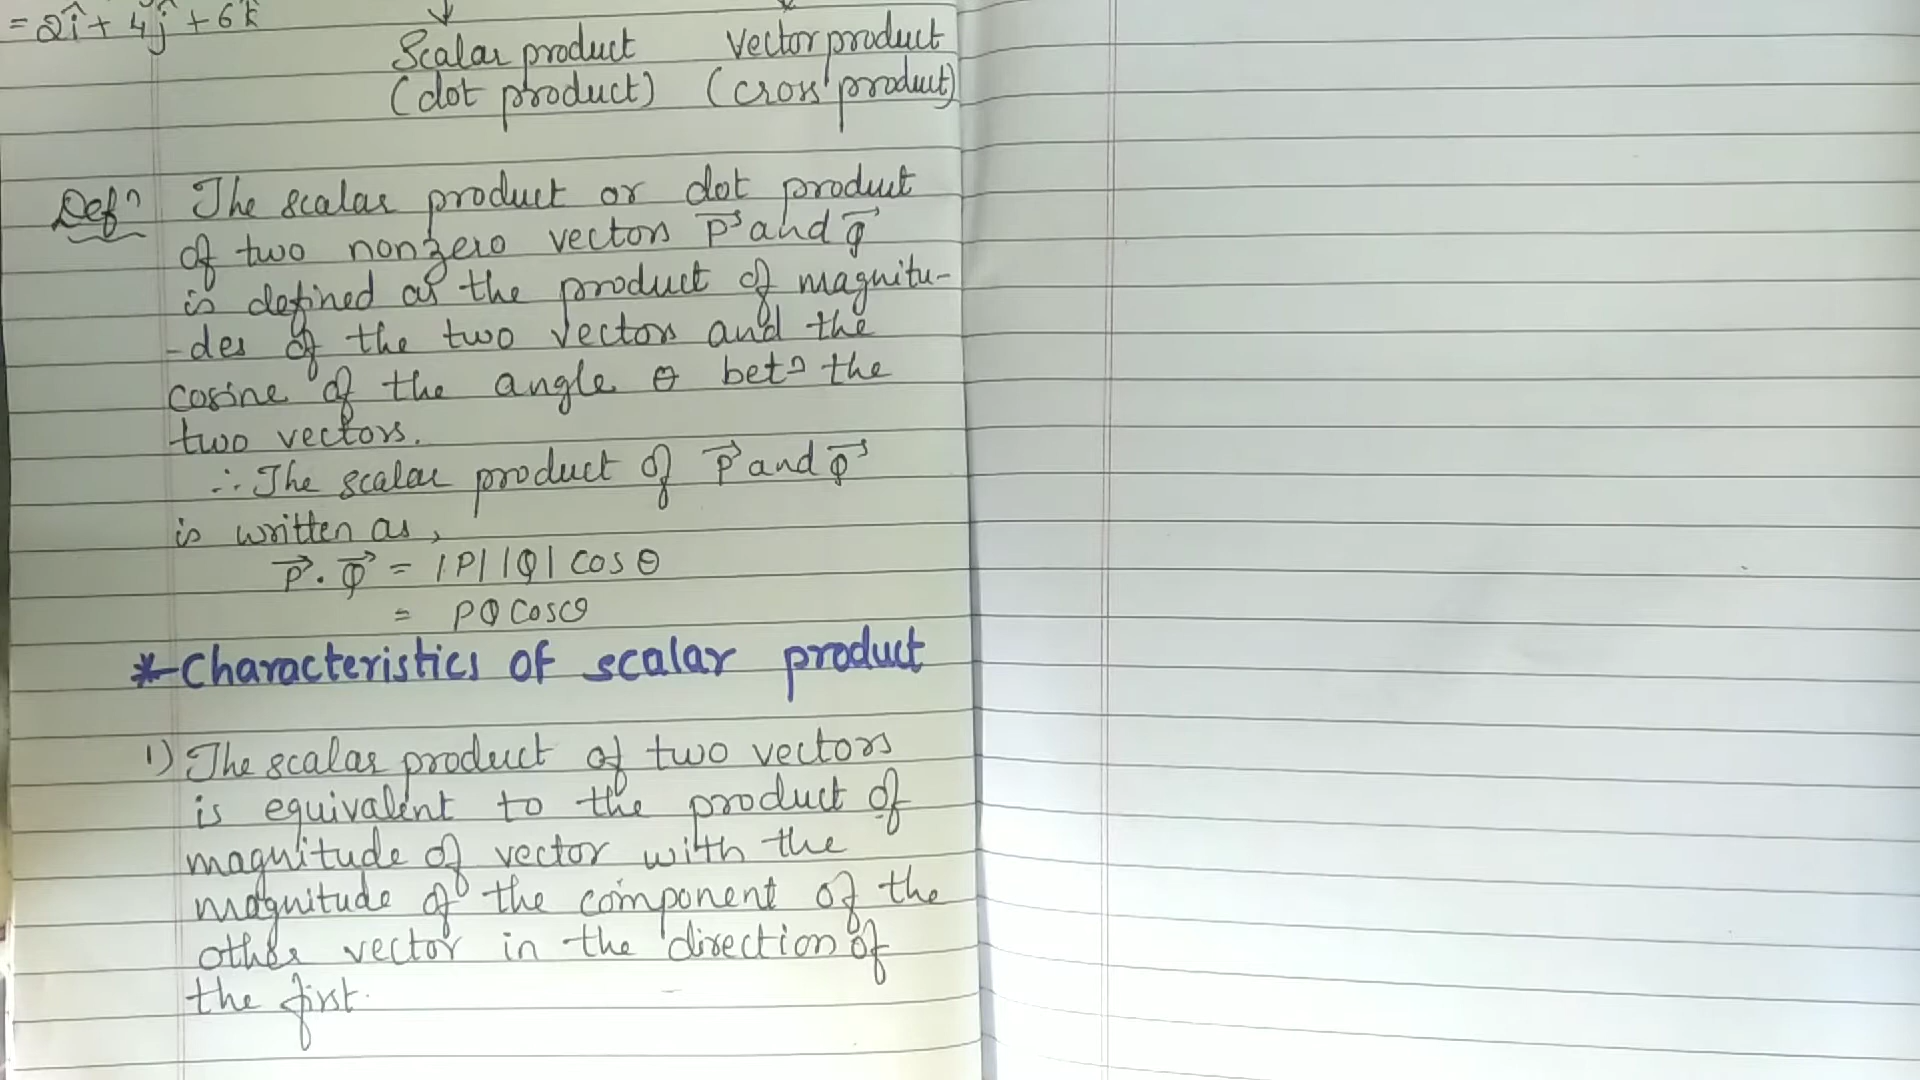 = 2î + 4ĵ + 6k̂
Scalar product Vector product
(dot product) (cross product)
Defⁿ The scalar product or dot product
of two nonzero vectors P⃗ and Q⃗
is defined as the product of magnitu-
-des of the two vectors and the
cosine of the angle θ betⁿ the
two vectors.
∴ The scalar product of P⃗ and Q⃗
is written as,
P⃗ . Q⃗ = |P| |Q| cos θ
= PQ cosθ
* Characteristics of scalar product
1) The scalar product of two vectors
is equivalent to the product of
magnitude of vector with the
magnitude of the component of the
other vector in the direction of
the first.